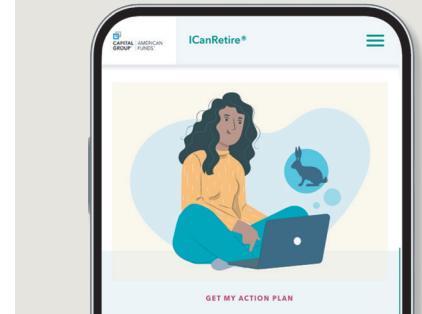 CAPITAL GROUP® | AMERICAN FUNDS®
ICanRetire®
GET MY ACTION PLAN